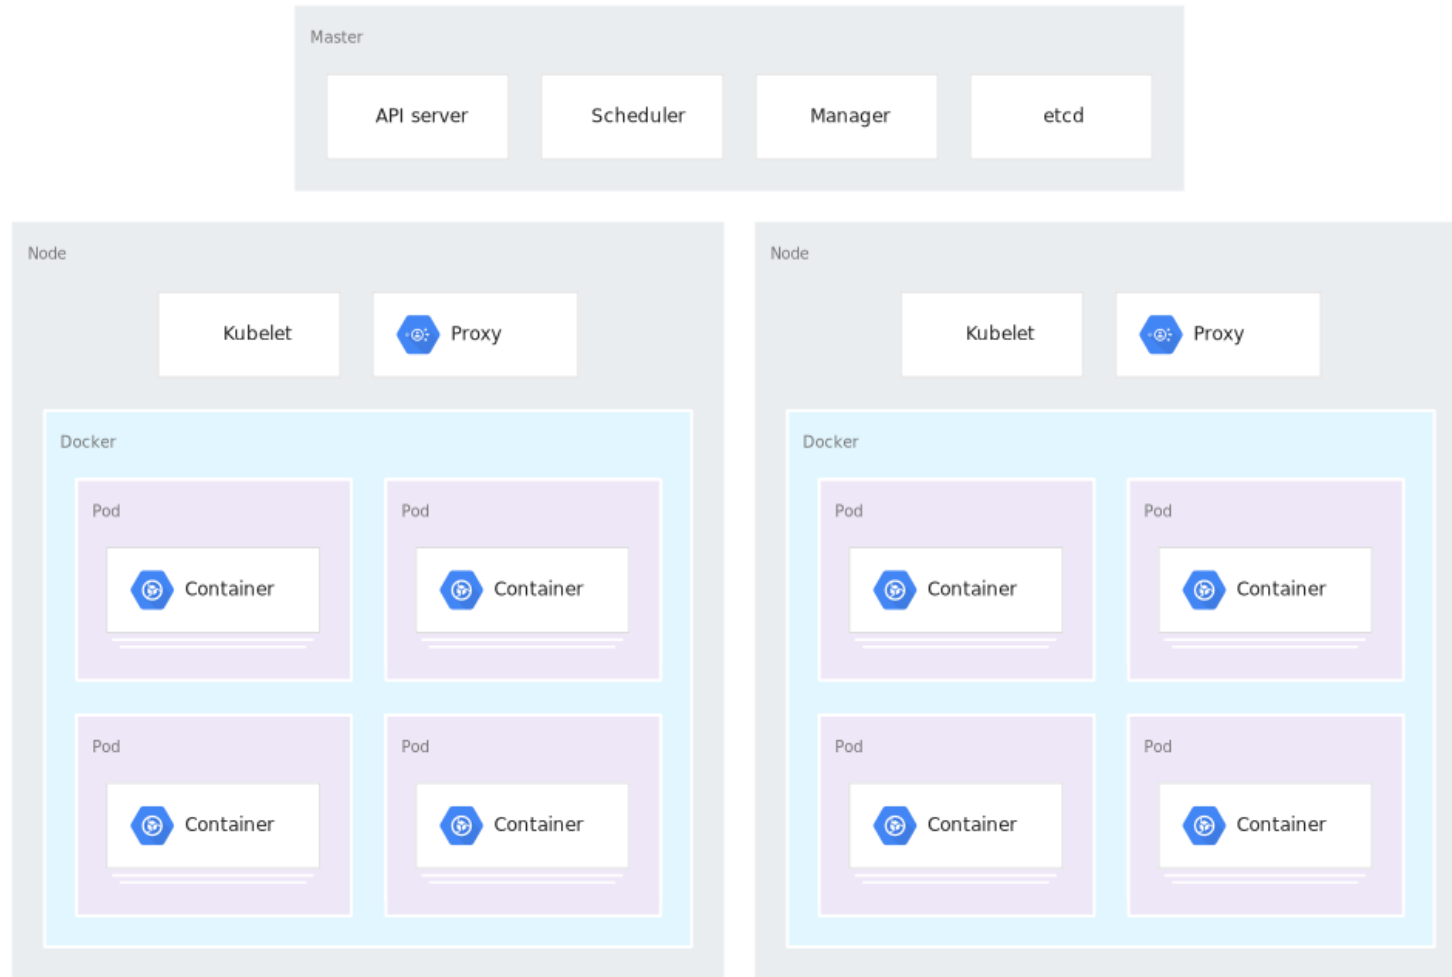 Master
API server
Scheduler
Manager
etcd
Node
Kubelet
Proxy
Docker
Pod
Container
Pod
Container
Pod
Container
Pod
Container
Node
Kubelet
Proxy
Docker
Pod
Container
Pod
Container
Pod
Container
Pod
Container